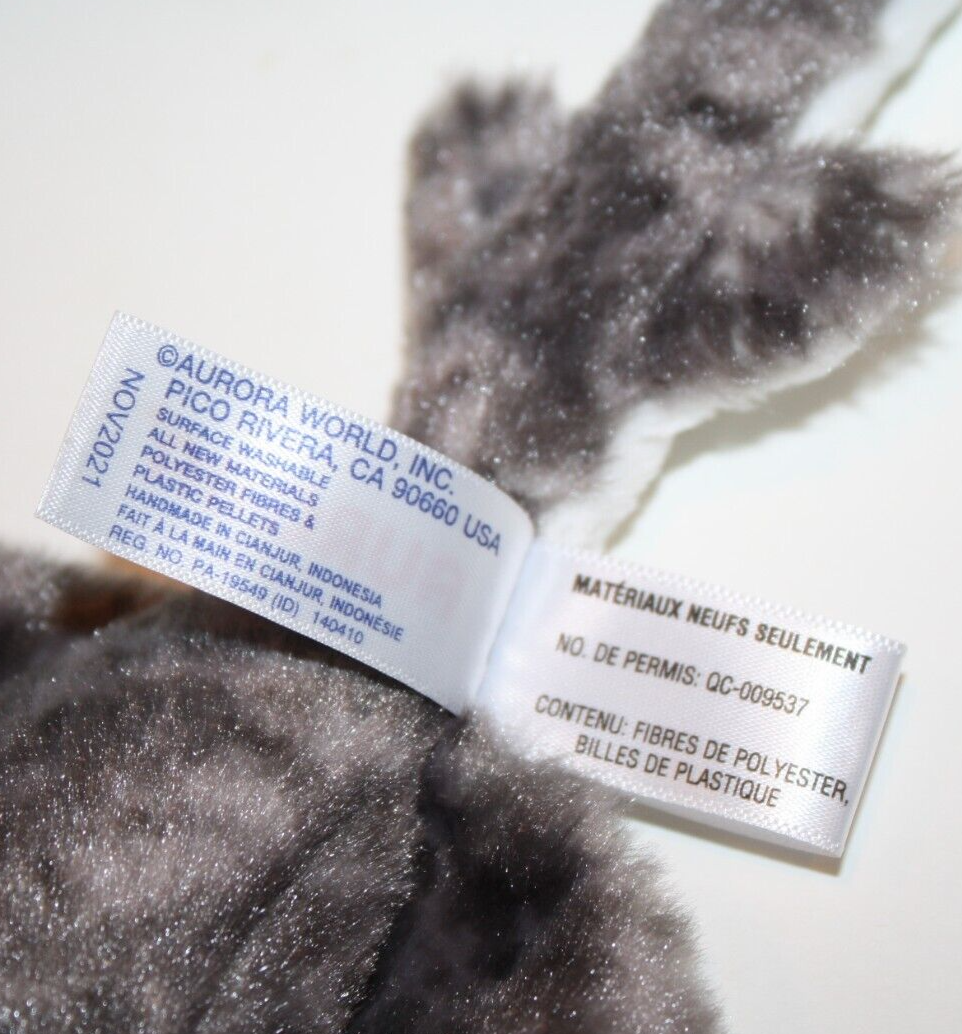 ©AURORA WORLD, INC.
PICO RIVERA, CA 90660 USA
SURFACE WASHABLE
ALL NEW MATERIALS
POLYESTER FIBRES &
PLASTIC PELLETS
HANDMADE IN CIANJUR, INDONESIA
FAIT À LA MAIN EN CIANJUR, INDONÉSIE
REG. NO. PA-19549 (ID) 140410
NOV2021
MATÉRIAUX NEUFS SEULEMENT
NO. DE PERMIS: QC-009537
CONTENU: FIBRES DE POLYESTER,
BILLES DE PLASTIQUE